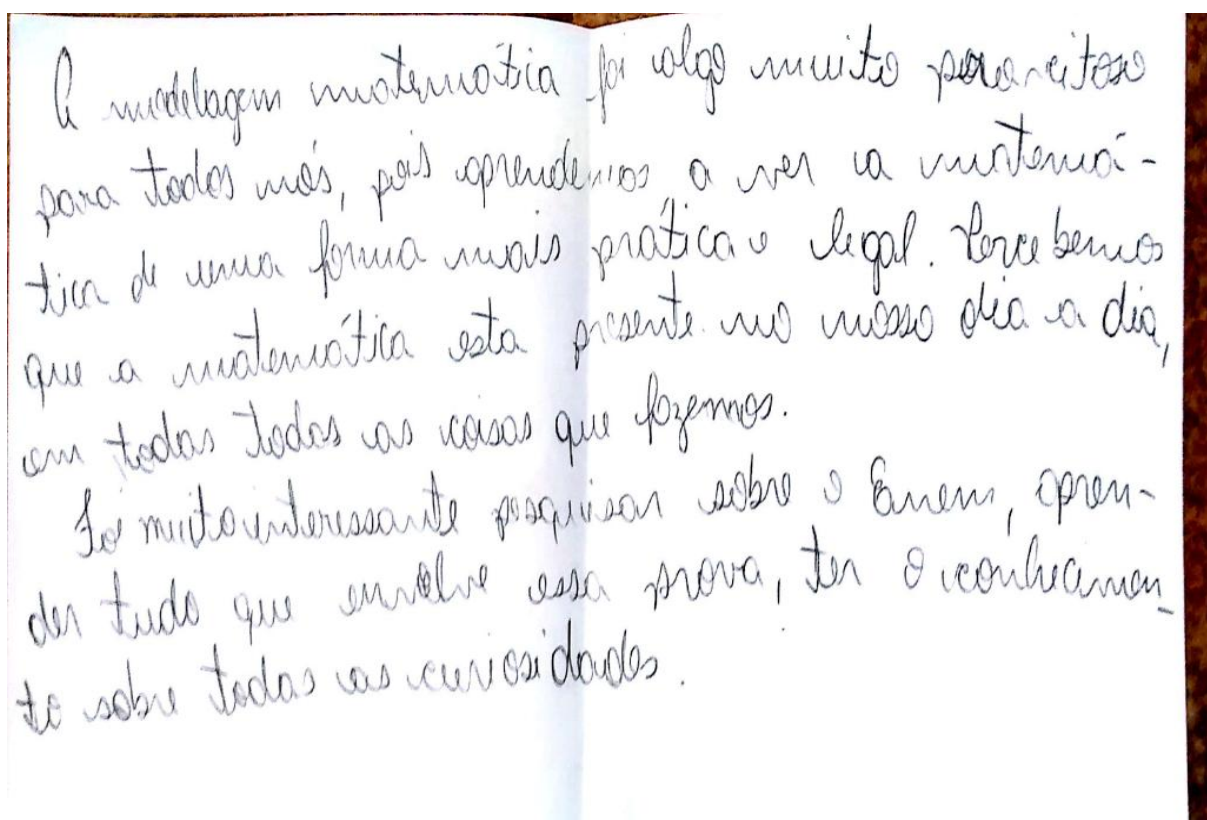 A modelagem matemática foi algo muito proveitoso
para todos nós, pois aprendemos a ver a matemá-
tica de uma forma mais prática e legal. Percebemos
que a matemática esta presente no nosso dia a dia,
em todas todas as coisas que fazemos.
Foi muito interessante pesquisar sobre o Enem, apren-
der tudo que envolve essa prova, ter o conhecimen-
to sobre todas as curiosidades.